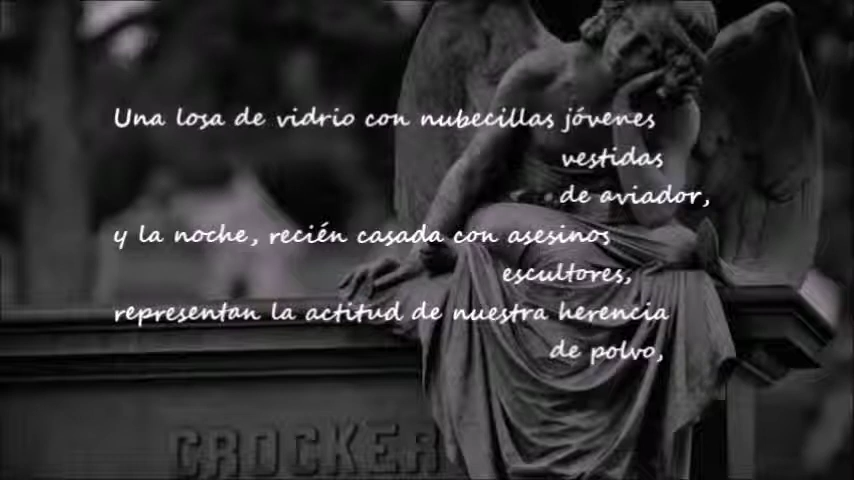 Una losa de vidrio con nubecillas jóvenes
vestidas
de aviador,
y la noche, recién casada con asesinos
escultores,
representan la actitud de nuestra herencia
de polvo,
CROCKER